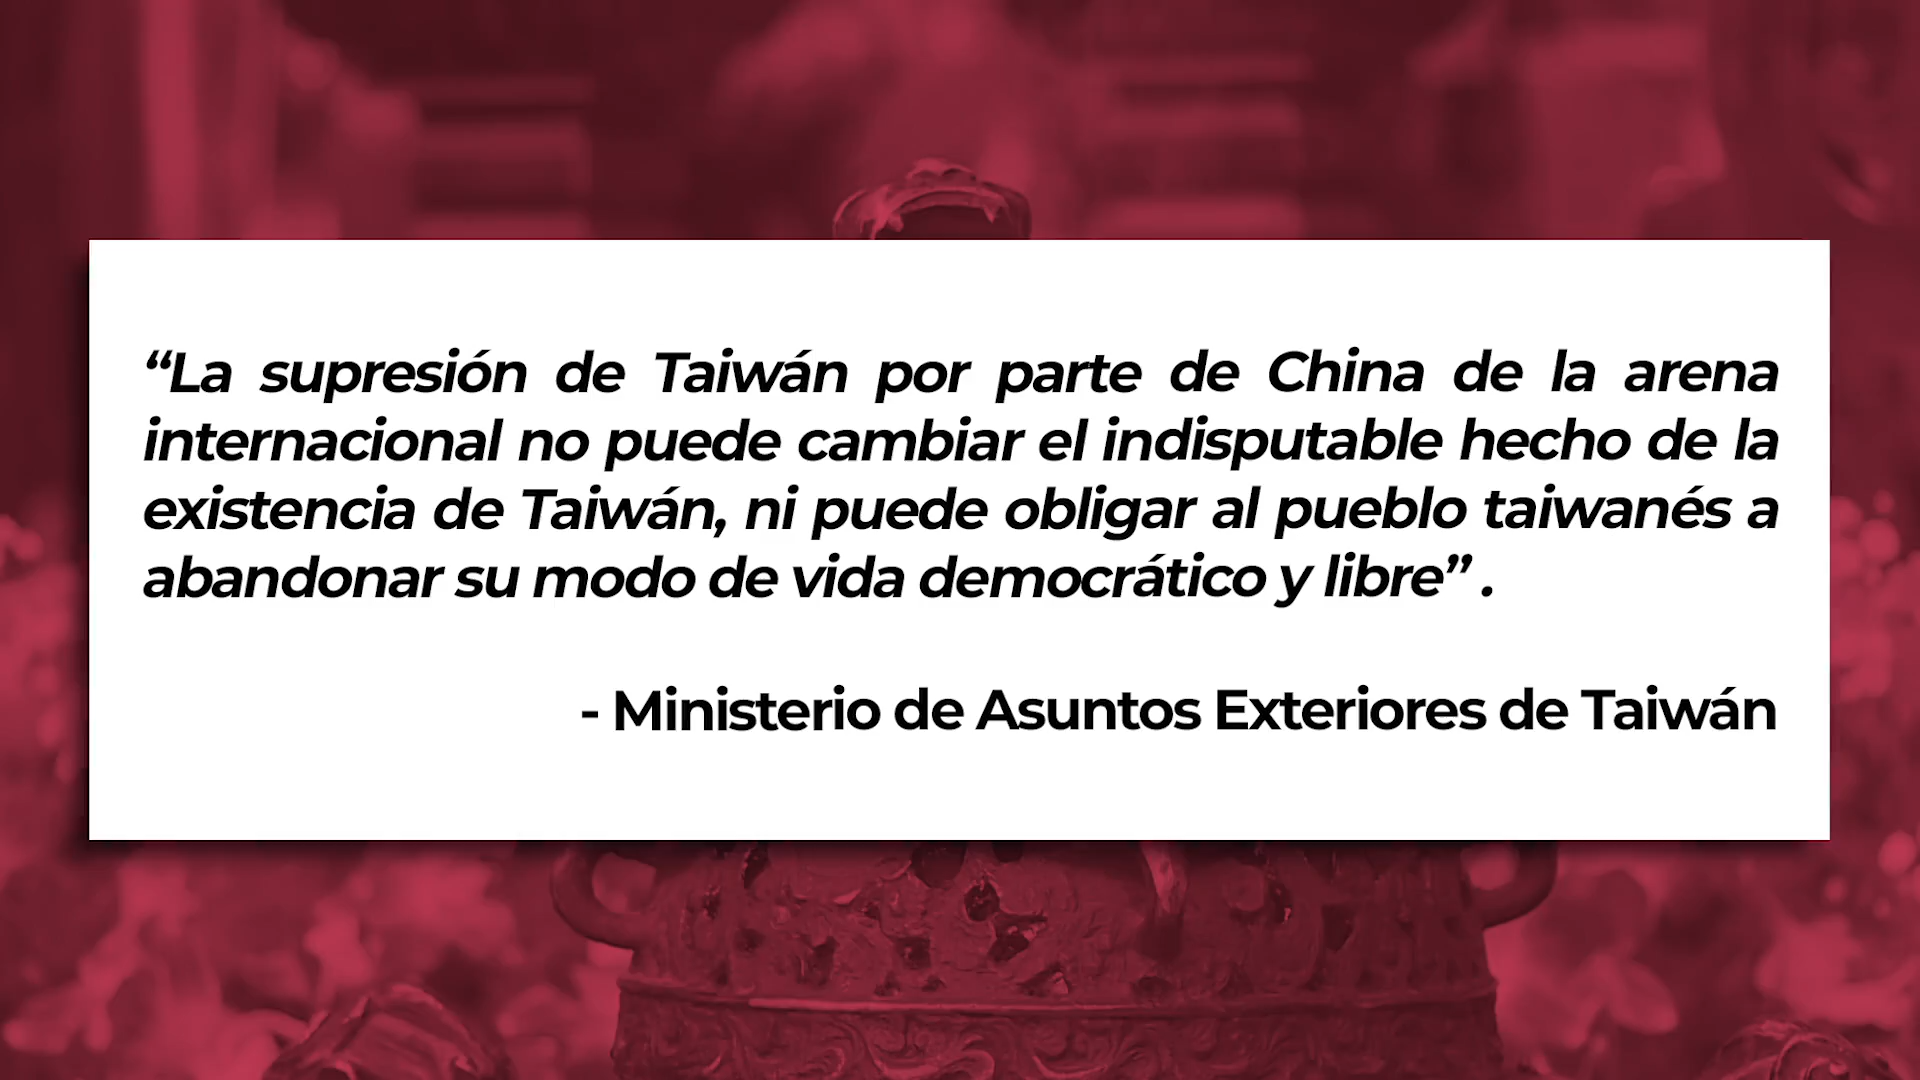 “La supresión de Taiwán por parte de China de la arena
internacional no puede cambiar el indisputable hecho de la
existencia de Taiwán, ni puede obligar al pueblo taiwanés a
abandonar su modo de vida democrático y libre” .
- Ministerio de Asuntos Exteriores de Taiwán